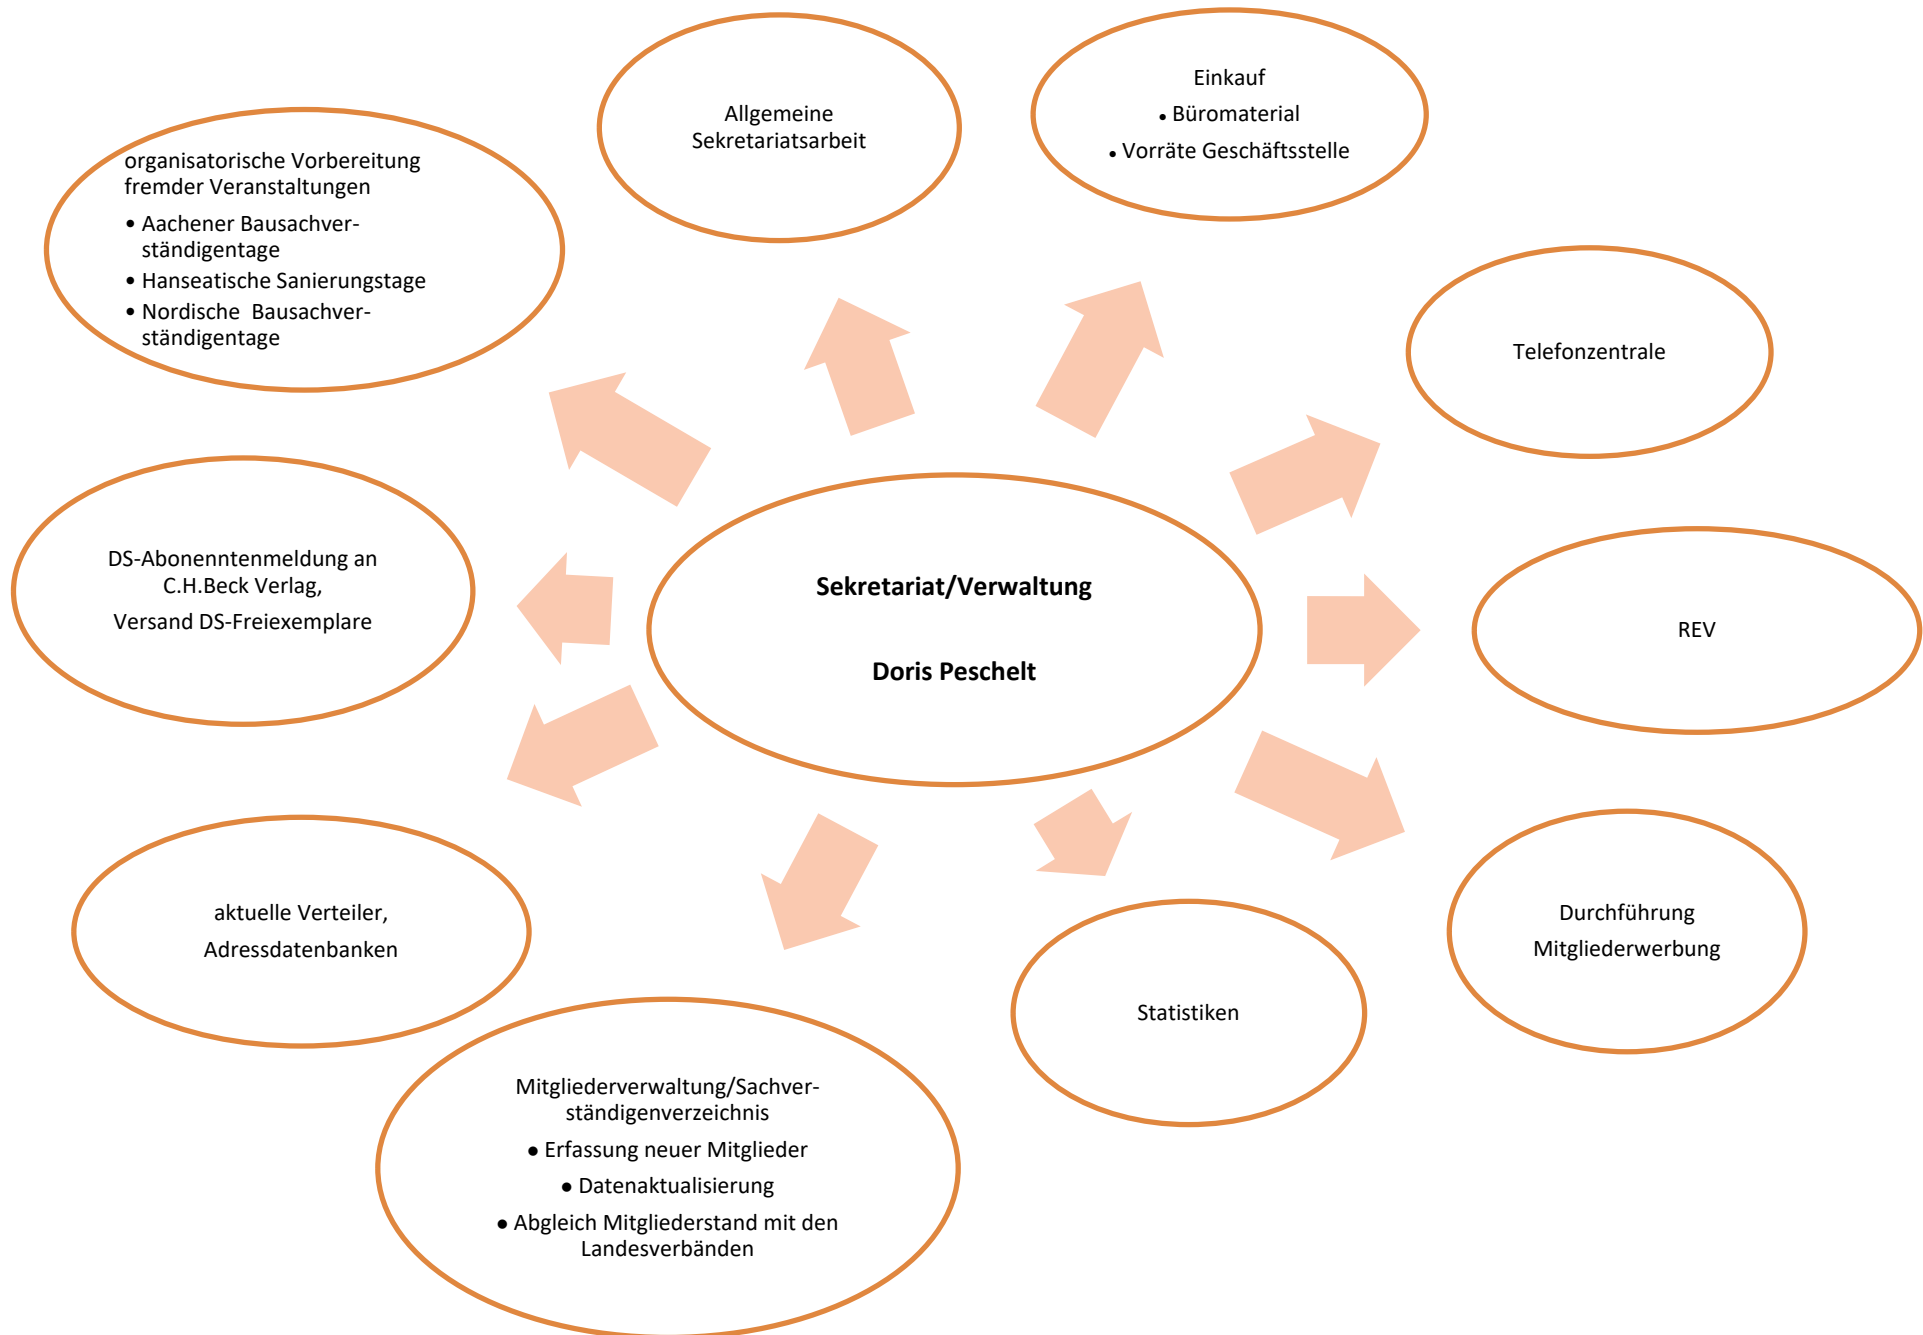 Allgemeine
Sekretariatsarbeit
Einkauf
• Büromaterial
• Vorräte Geschäftsstelle
organisatorische Vorbereitung
fremder Veranstaltungen
• Aachener Bausachver-
ständigentage
• Hanseatische Sanierungstage
• Nordische Bausachver-
ständigentage
Telefonzentrale
DS-Abonenntenmeldung an
C.H.Beck Verlag,
Versand DS-Freiexemplare
Sekretariat/Verwaltung
Doris Peschelt
REV
aktuelle Verteiler,
Adressdatenbanken
Durchführung
Mitgliederwerbung
Statistiken
Mitgliederverwaltung/Sachver-
ständigenverzeichnis
● Erfassung neuer Mitglieder
● Datenaktualisierung
● Abgleich Mitgliederstand mit den
Landesverbänden